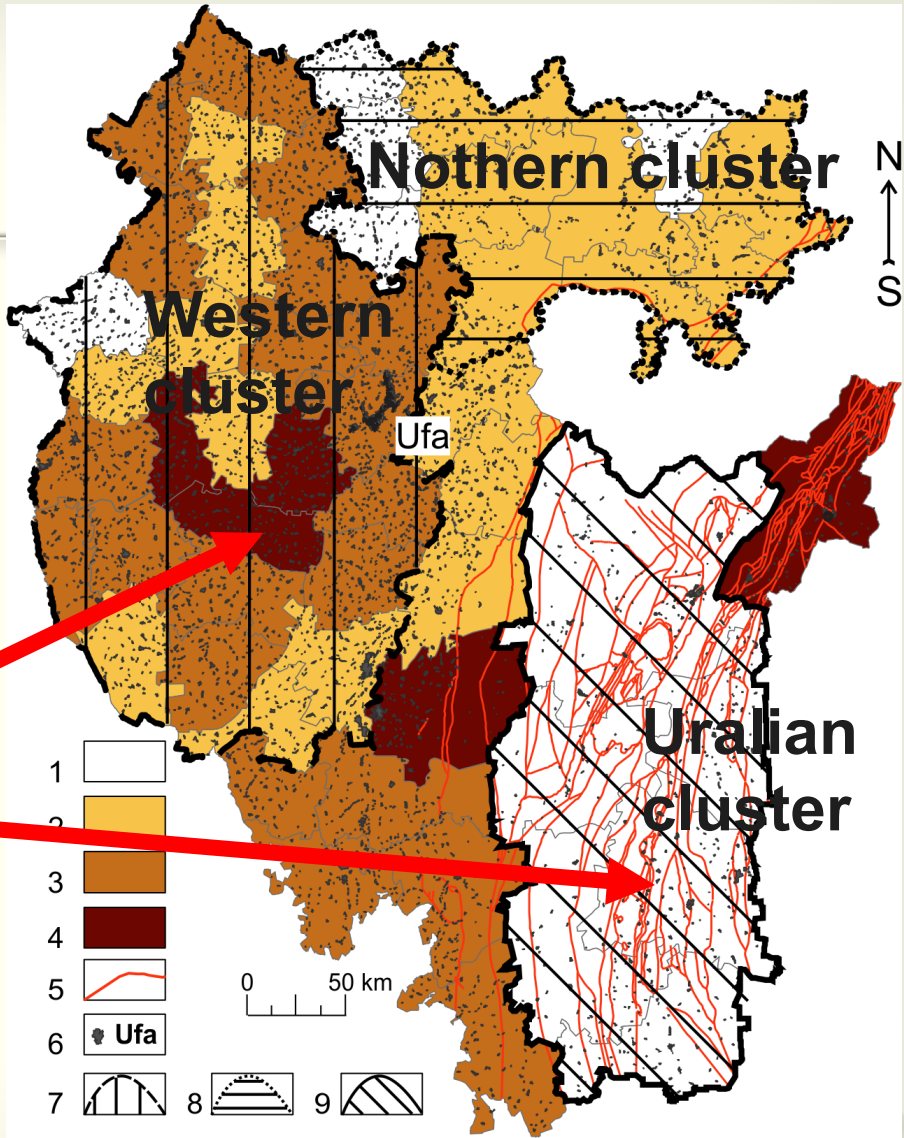 Nothern cluster
N
S
Western
cluster
Ufa
Uralian
cluster
1
2
3
4
5
6 Ufa
7 8 9
0 50 km